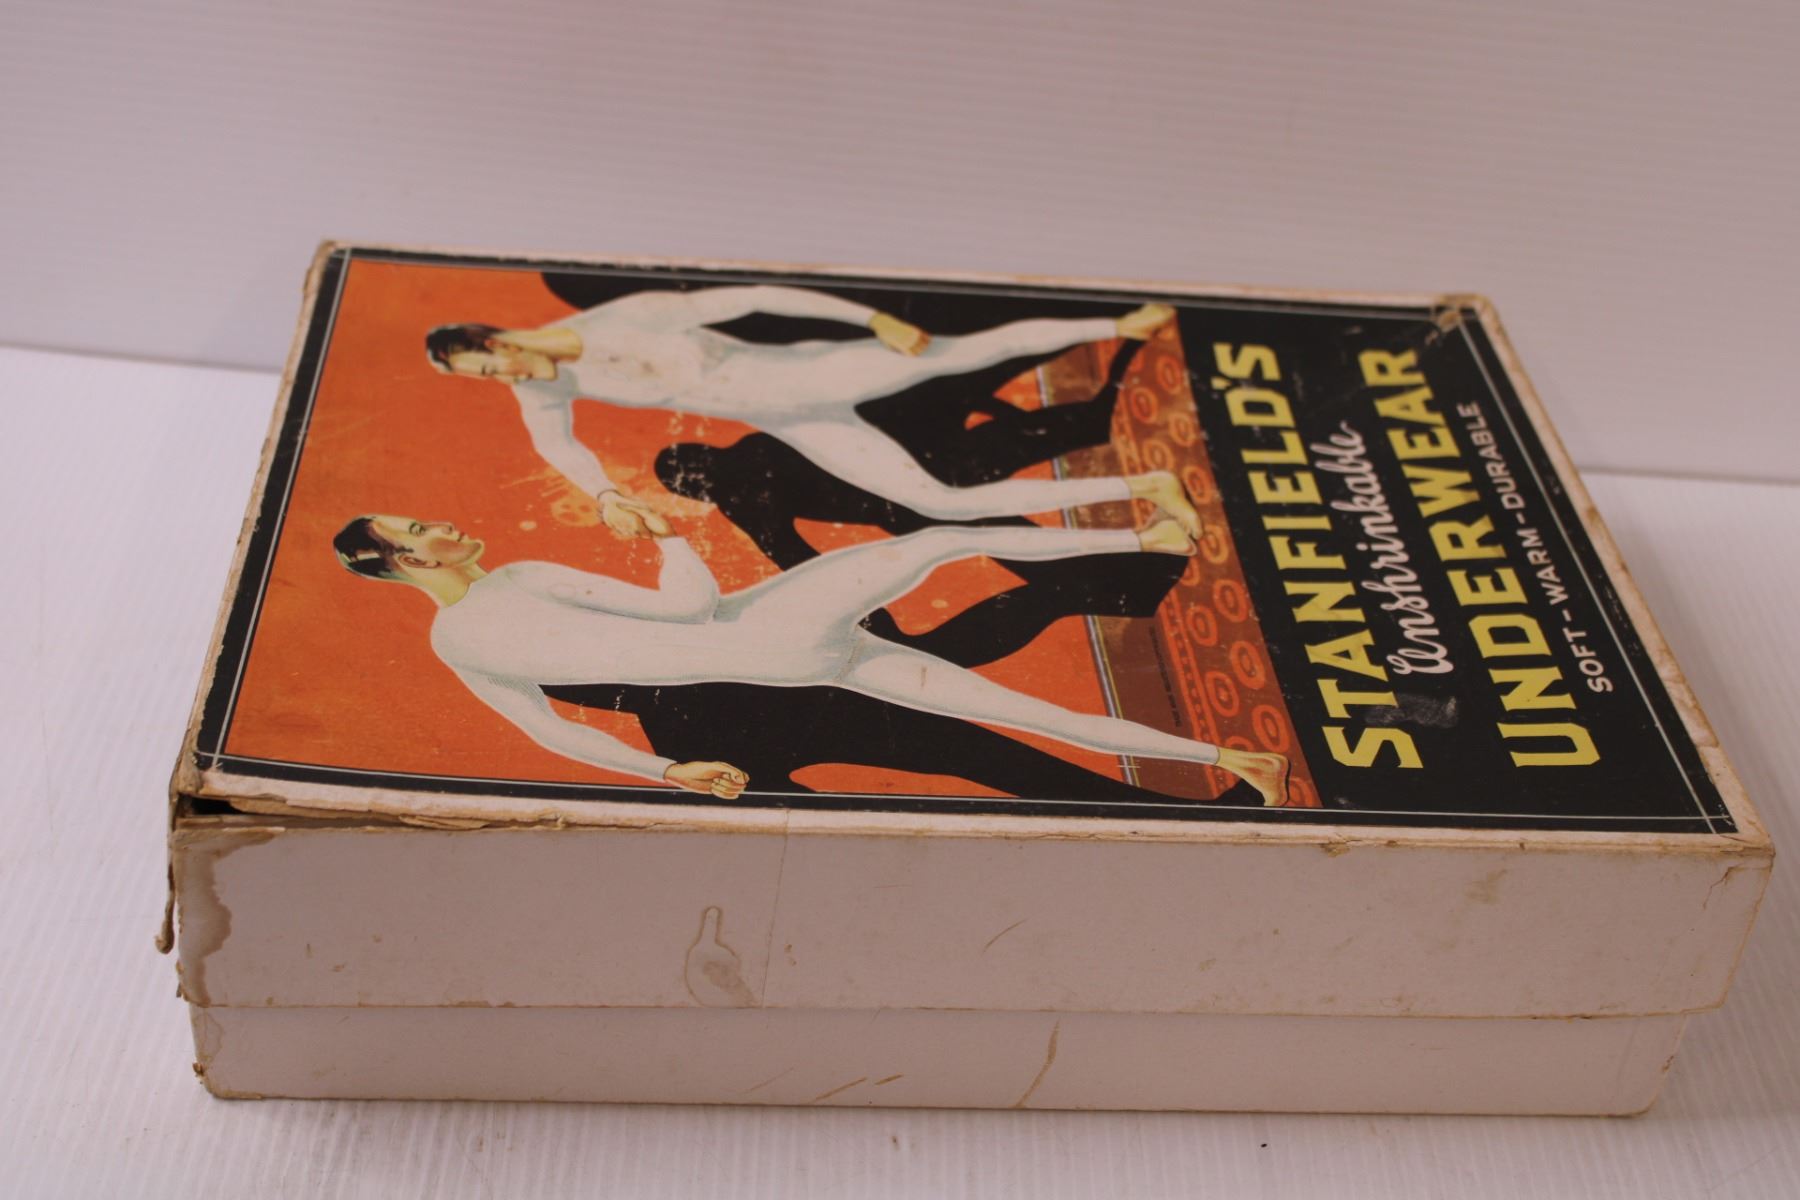 STANFIELD'S
Unshrinkable
UNDERWEAR
SOFT-WARM-DURABLE